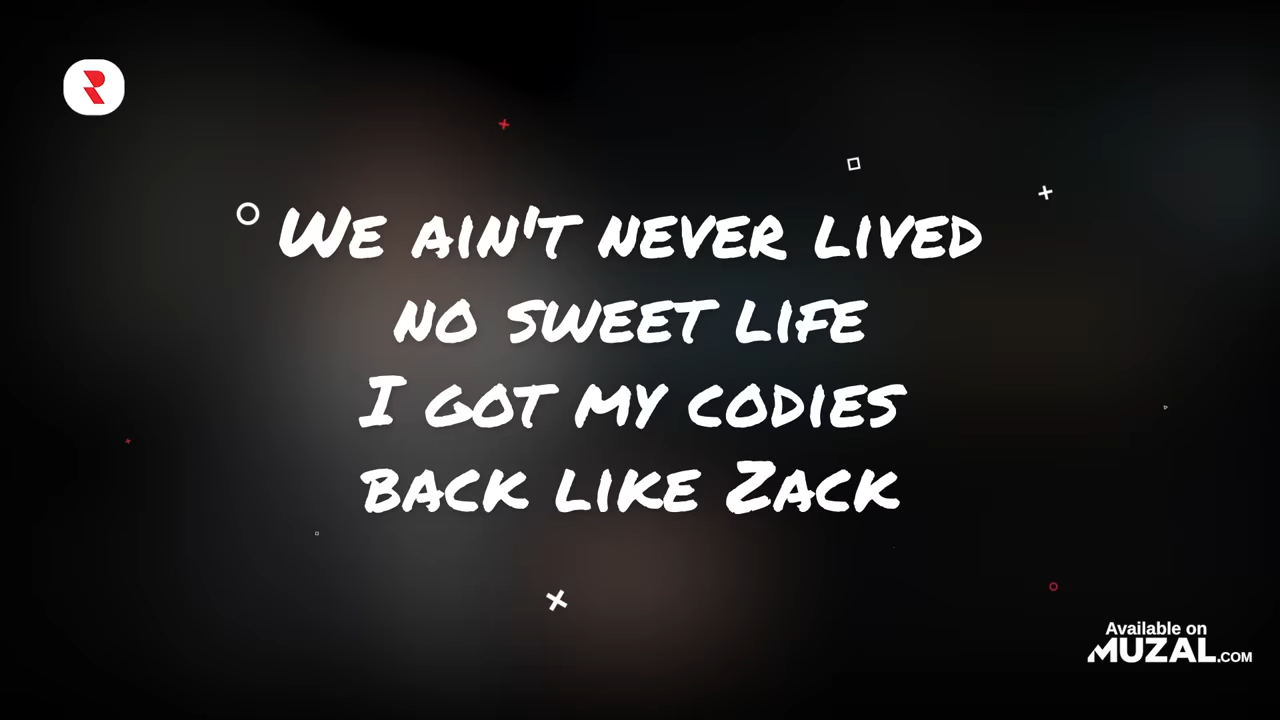 We ain't never lived
no sweet life
I got my codies
back like Zack
Available on
MUZAL.COM